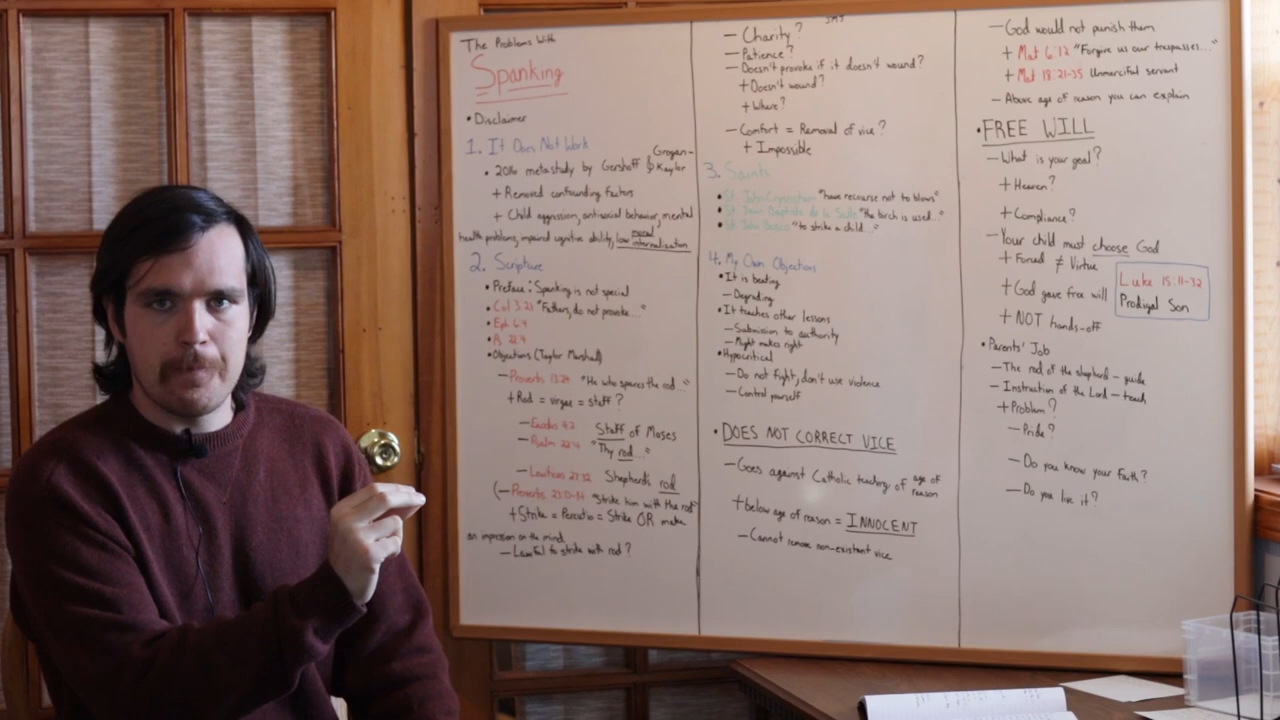 The Problems With
Spanking
• Disclaimer
1. It Does Not Work
• 2016 metastudy by Gershoff & Grogan-Kaylor
+ Removed confounding factors
+ Child aggression, antisocial behavior, mental
health problems, impaired cognitive ability, low moral internalization
2. Scripture
• Preface: Spanking is not special
• Col 3:21 "Fathers, do not provoke..."
• Eph 6:4
• Ps 22:4
• Objections (Taylor Marshall)
— Proverbs 13:24 "He who spares the rod..."
+ Rod = virgae = staff?
— Exodus 4:2 Staff of Moses
— Psalm 22:4 "Thy rod..."
— Leviticus 27:32 Shepherd's rod
(— Proverbs 23:13-14 "Strike him with the rod"
+ Strike = Percutio = Strike OR make
an impression on the mind
— Lawful to strike with rod?
— Charity?
— Patience?
— Doesn't provoke if it doesn't wound?
+ Doesn't wound?
+ Where?
— Comfort = Removal of vice?
+ Impossible
3. Saints
• St. John Chrysostom "have recourse not to blows"
• St. Jean Baptiste de la Salle "the birch is used..."
• St. John Bosco "to strike a child..."
4. My Own Objections
• It is beating
— Degrading
• It teaches other lessons
— Submission to authority
— Might makes right
• Hypocritical
— Do not fight, don't use violence
— Control yourself
• DOES NOT CORRECT VICE
— Goes against Catholic teaching of age of reason
+ below age of reason = INNOCENT
— Cannot remove non-existant vice
— God would not punish them
+ Mat 6:12 "Forgive us our trespasses..."
+ Mat 18:21-35 Unmerciful servant
— Above age of reason you can explain
• FREE WILL
— What is your goal?
+ Heaven?
+ Compliance?
— Your child must choose God
+ Forced ≠ Virtue
+ God gave free will
+ NOT hands-off
Luke 15:11-32
Prodigal Son
• Parents' Job
— The rod of the shepherd — guide
— Instruction of the Lord — teach
+ Problem?
— Pride?
— Do you know your Faith?
— Do you live it?